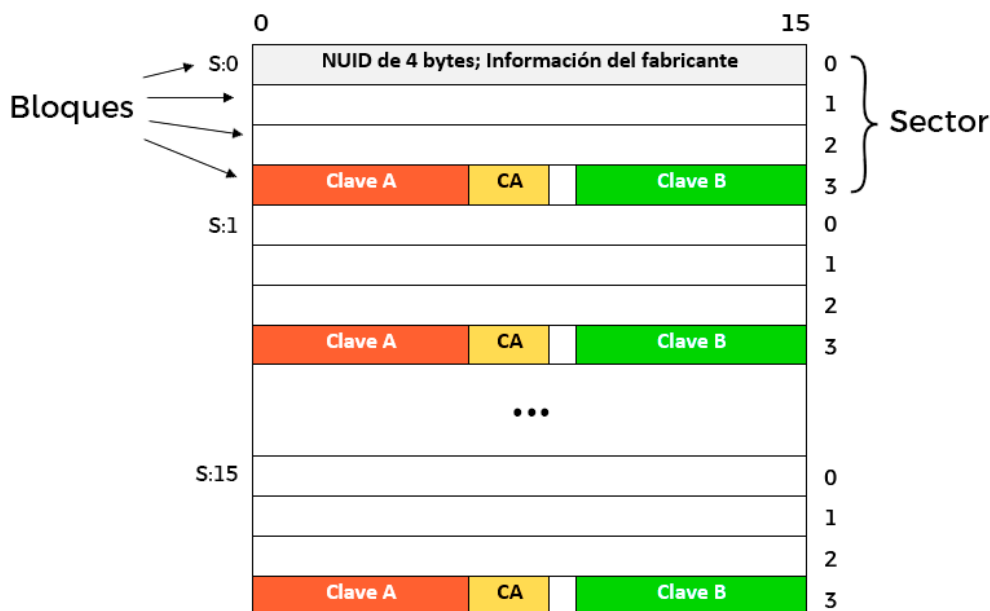 0 15
S:0 NUID de 4 bytes; Información del fabricante 0
Bloques 1 Sector
2
Clave A CA Clave B 3
S:1 0
1
2
Clave A CA Clave B 3
...
S:15 0
1
2
Clave A CA Clave B 3